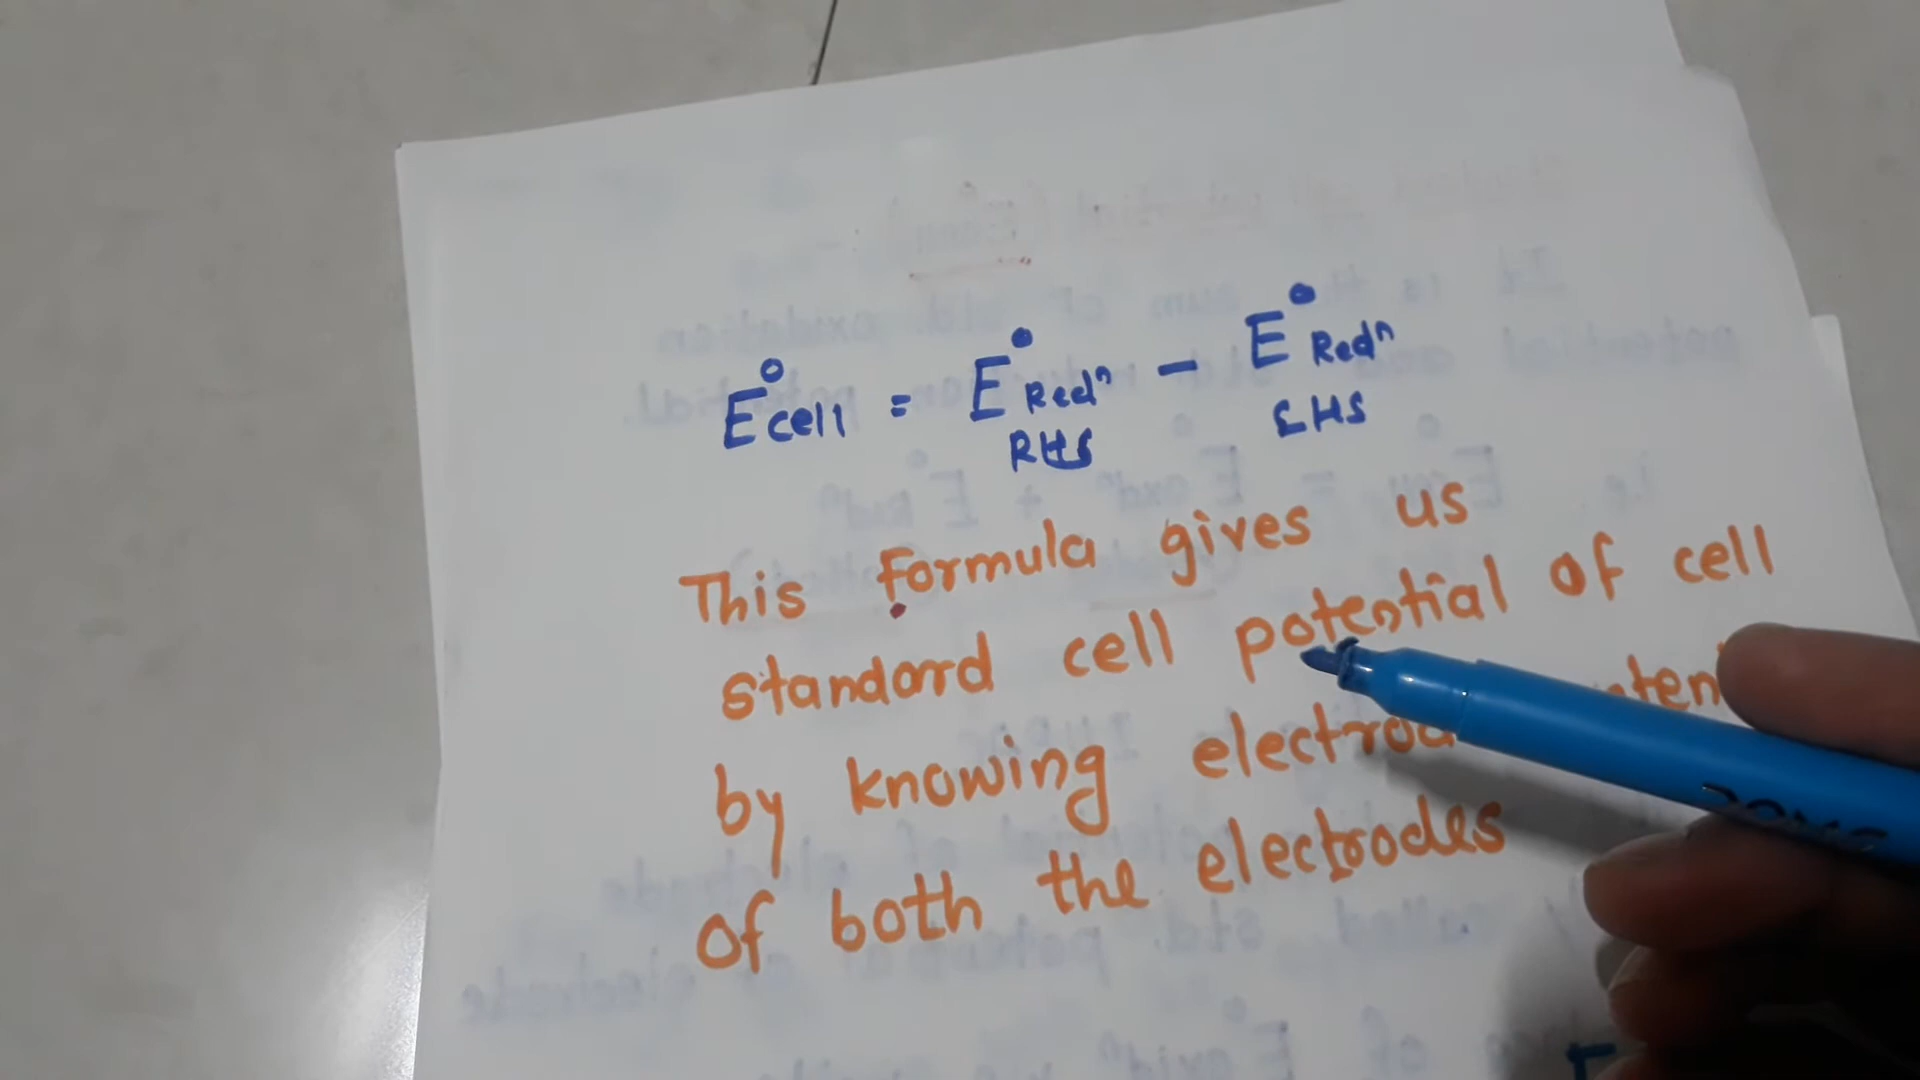 E°cell = E°Redⁿ - E°Redⁿ
RHS LHS
This formula gives us
standard cell potential of cell
by knowing
of both the electrodes